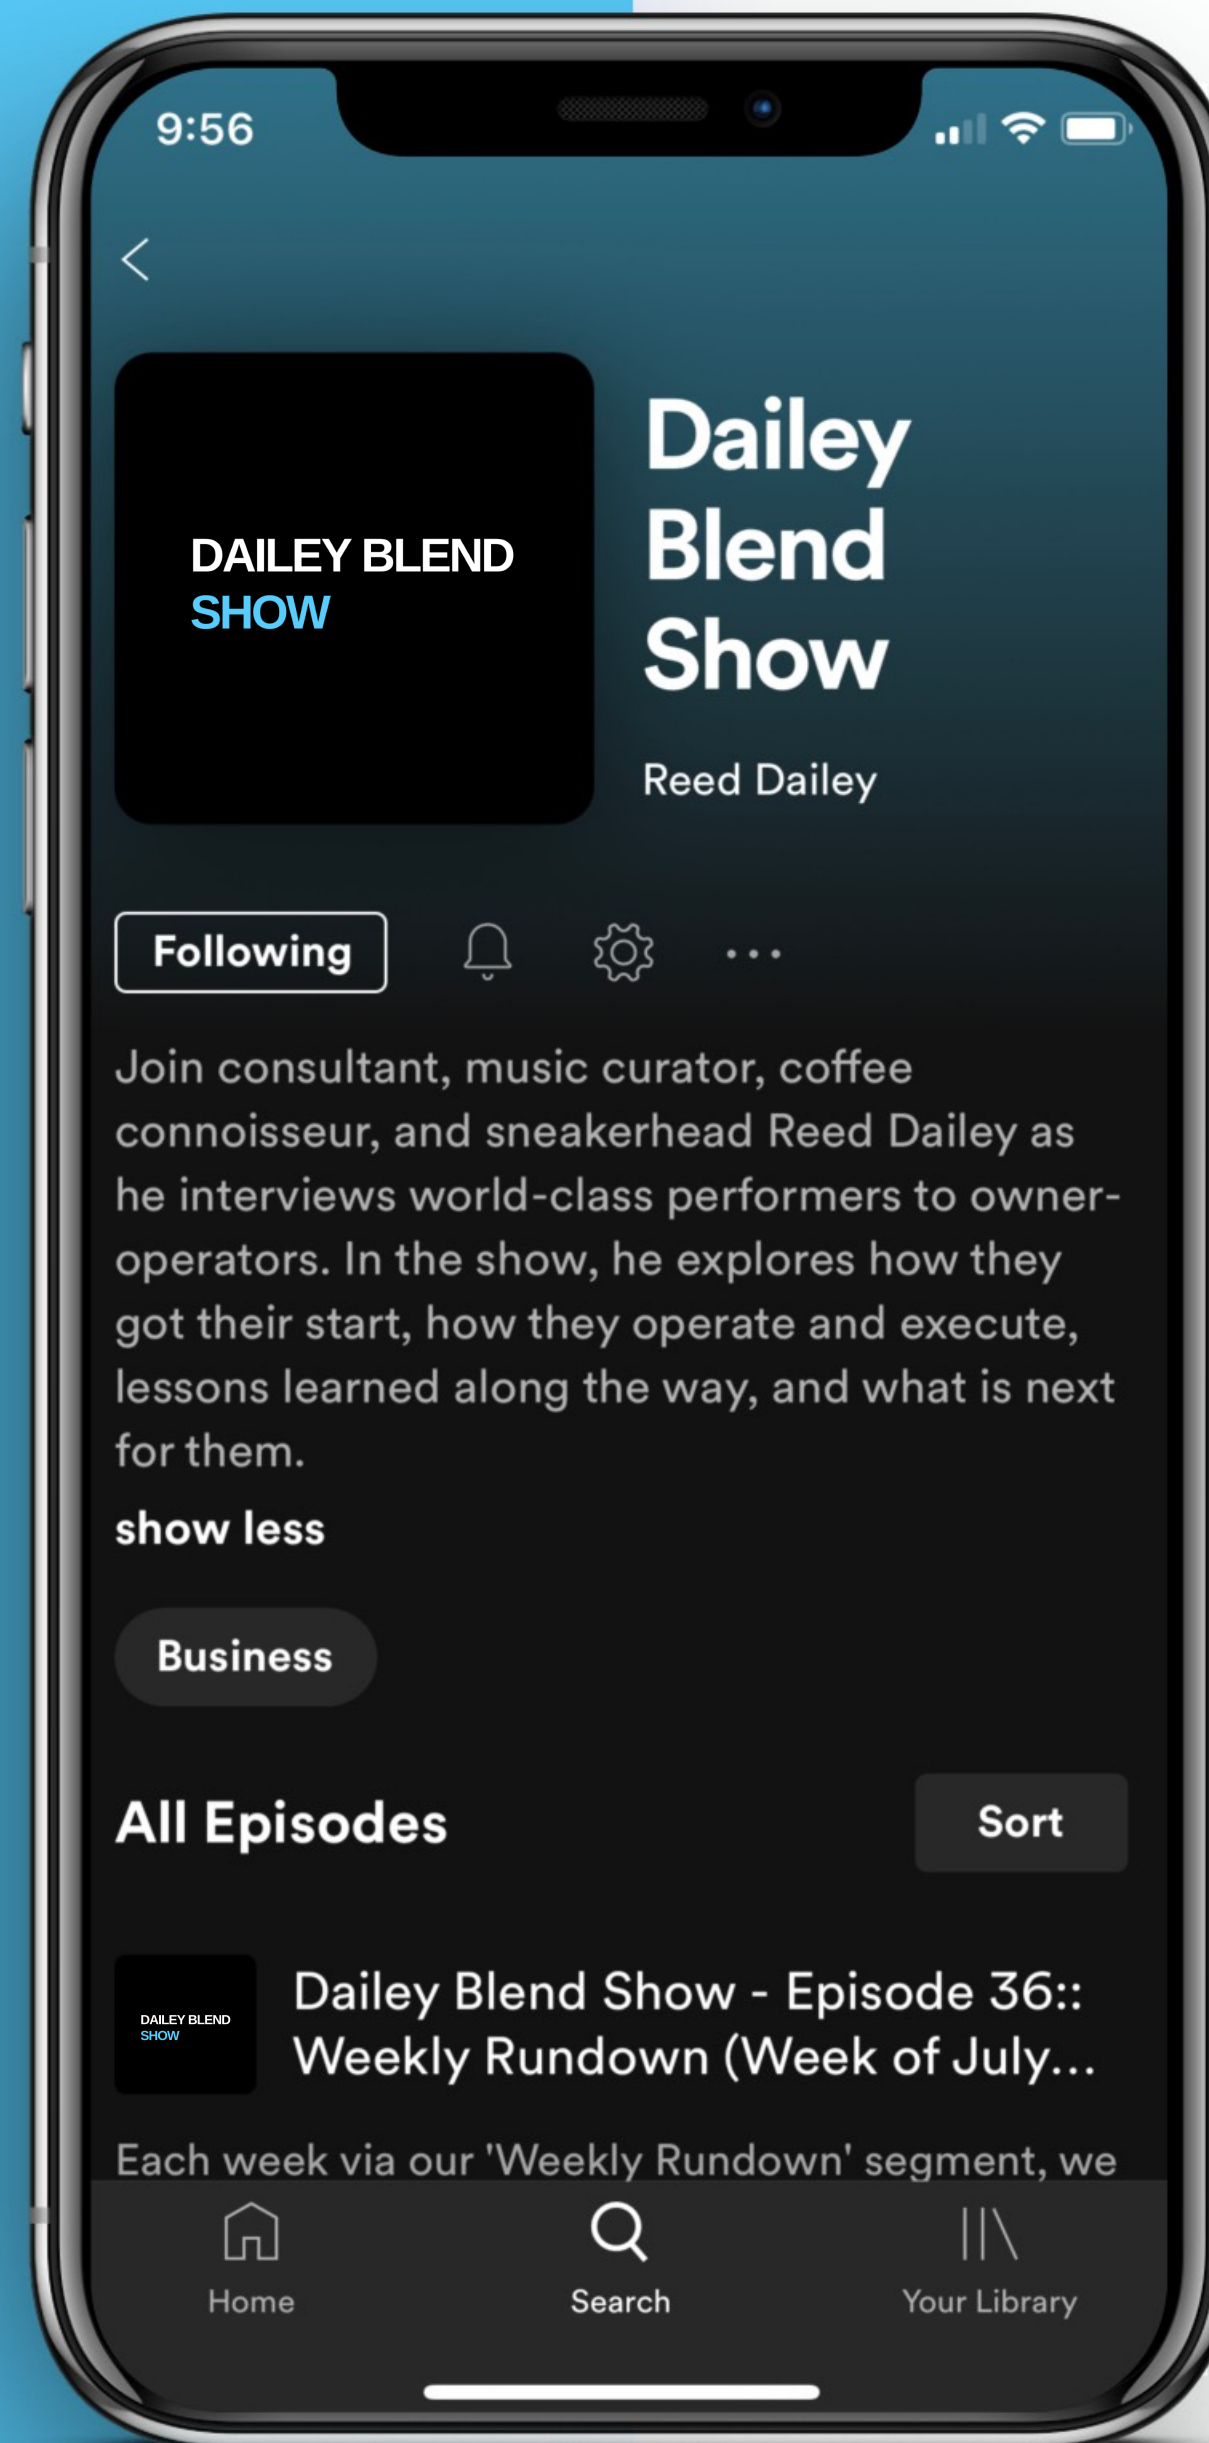 9:56
DAILEY BLEND
SHOW
Dailey
Blend
Show
Reed Dailey
Following
Join consultant, music curator, coffee
connoisseur, and sneakerhead Reed Dailey as
he interviews world-class performers to owner-
operators. In the show, he explores how they
got their start, how they operate and execute,
lessons learned along the way, and what is next
for them.
show less
Business
All Episodes
Sort
DAILEY BLEND
SHOW
Dailey Blend Show - Episode 36::
Weekly Rundown (Week of July...
Each week via our 'Weekly Rundown' segment, we
Home
Search
Your Library